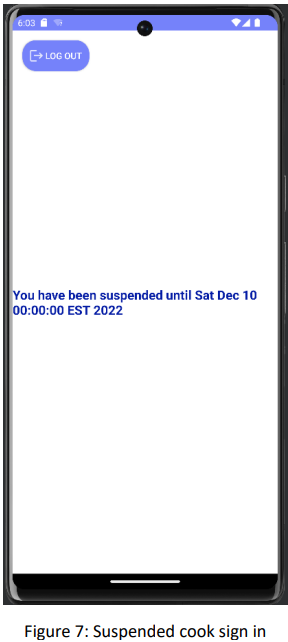 6:03
LOG OUT
You have been suspended until Sat Dec 10
00:00:00 EST 2022
Figure 7: Suspended cook sign in